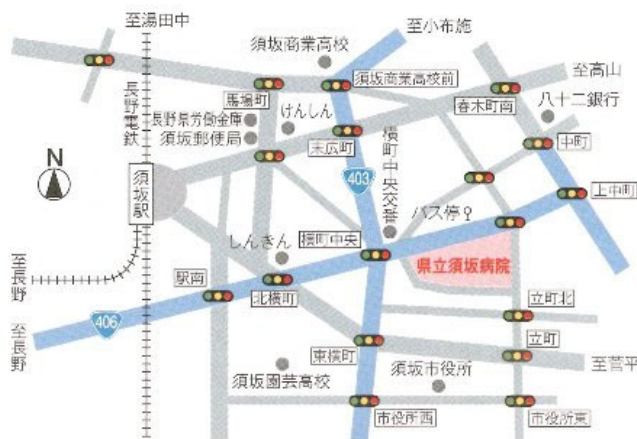 至湯田中
須坂商業高校
至小布施
須坂商業高校前
至高山
馬場町
けんしん
春木町南
八十二銀行
長野電鉄
長野県労働金庫
須坂郵便局
末広町
横町中央交番
中町
N
403
上中町
須坂駅
バス停
しんきん
横町中央
県立須坂病院
至長野
駅南
北横町
立町北
406
至長野
東横町
立町
須坂園芸高校
須坂市役所
至菅平
市役所西
市役所東